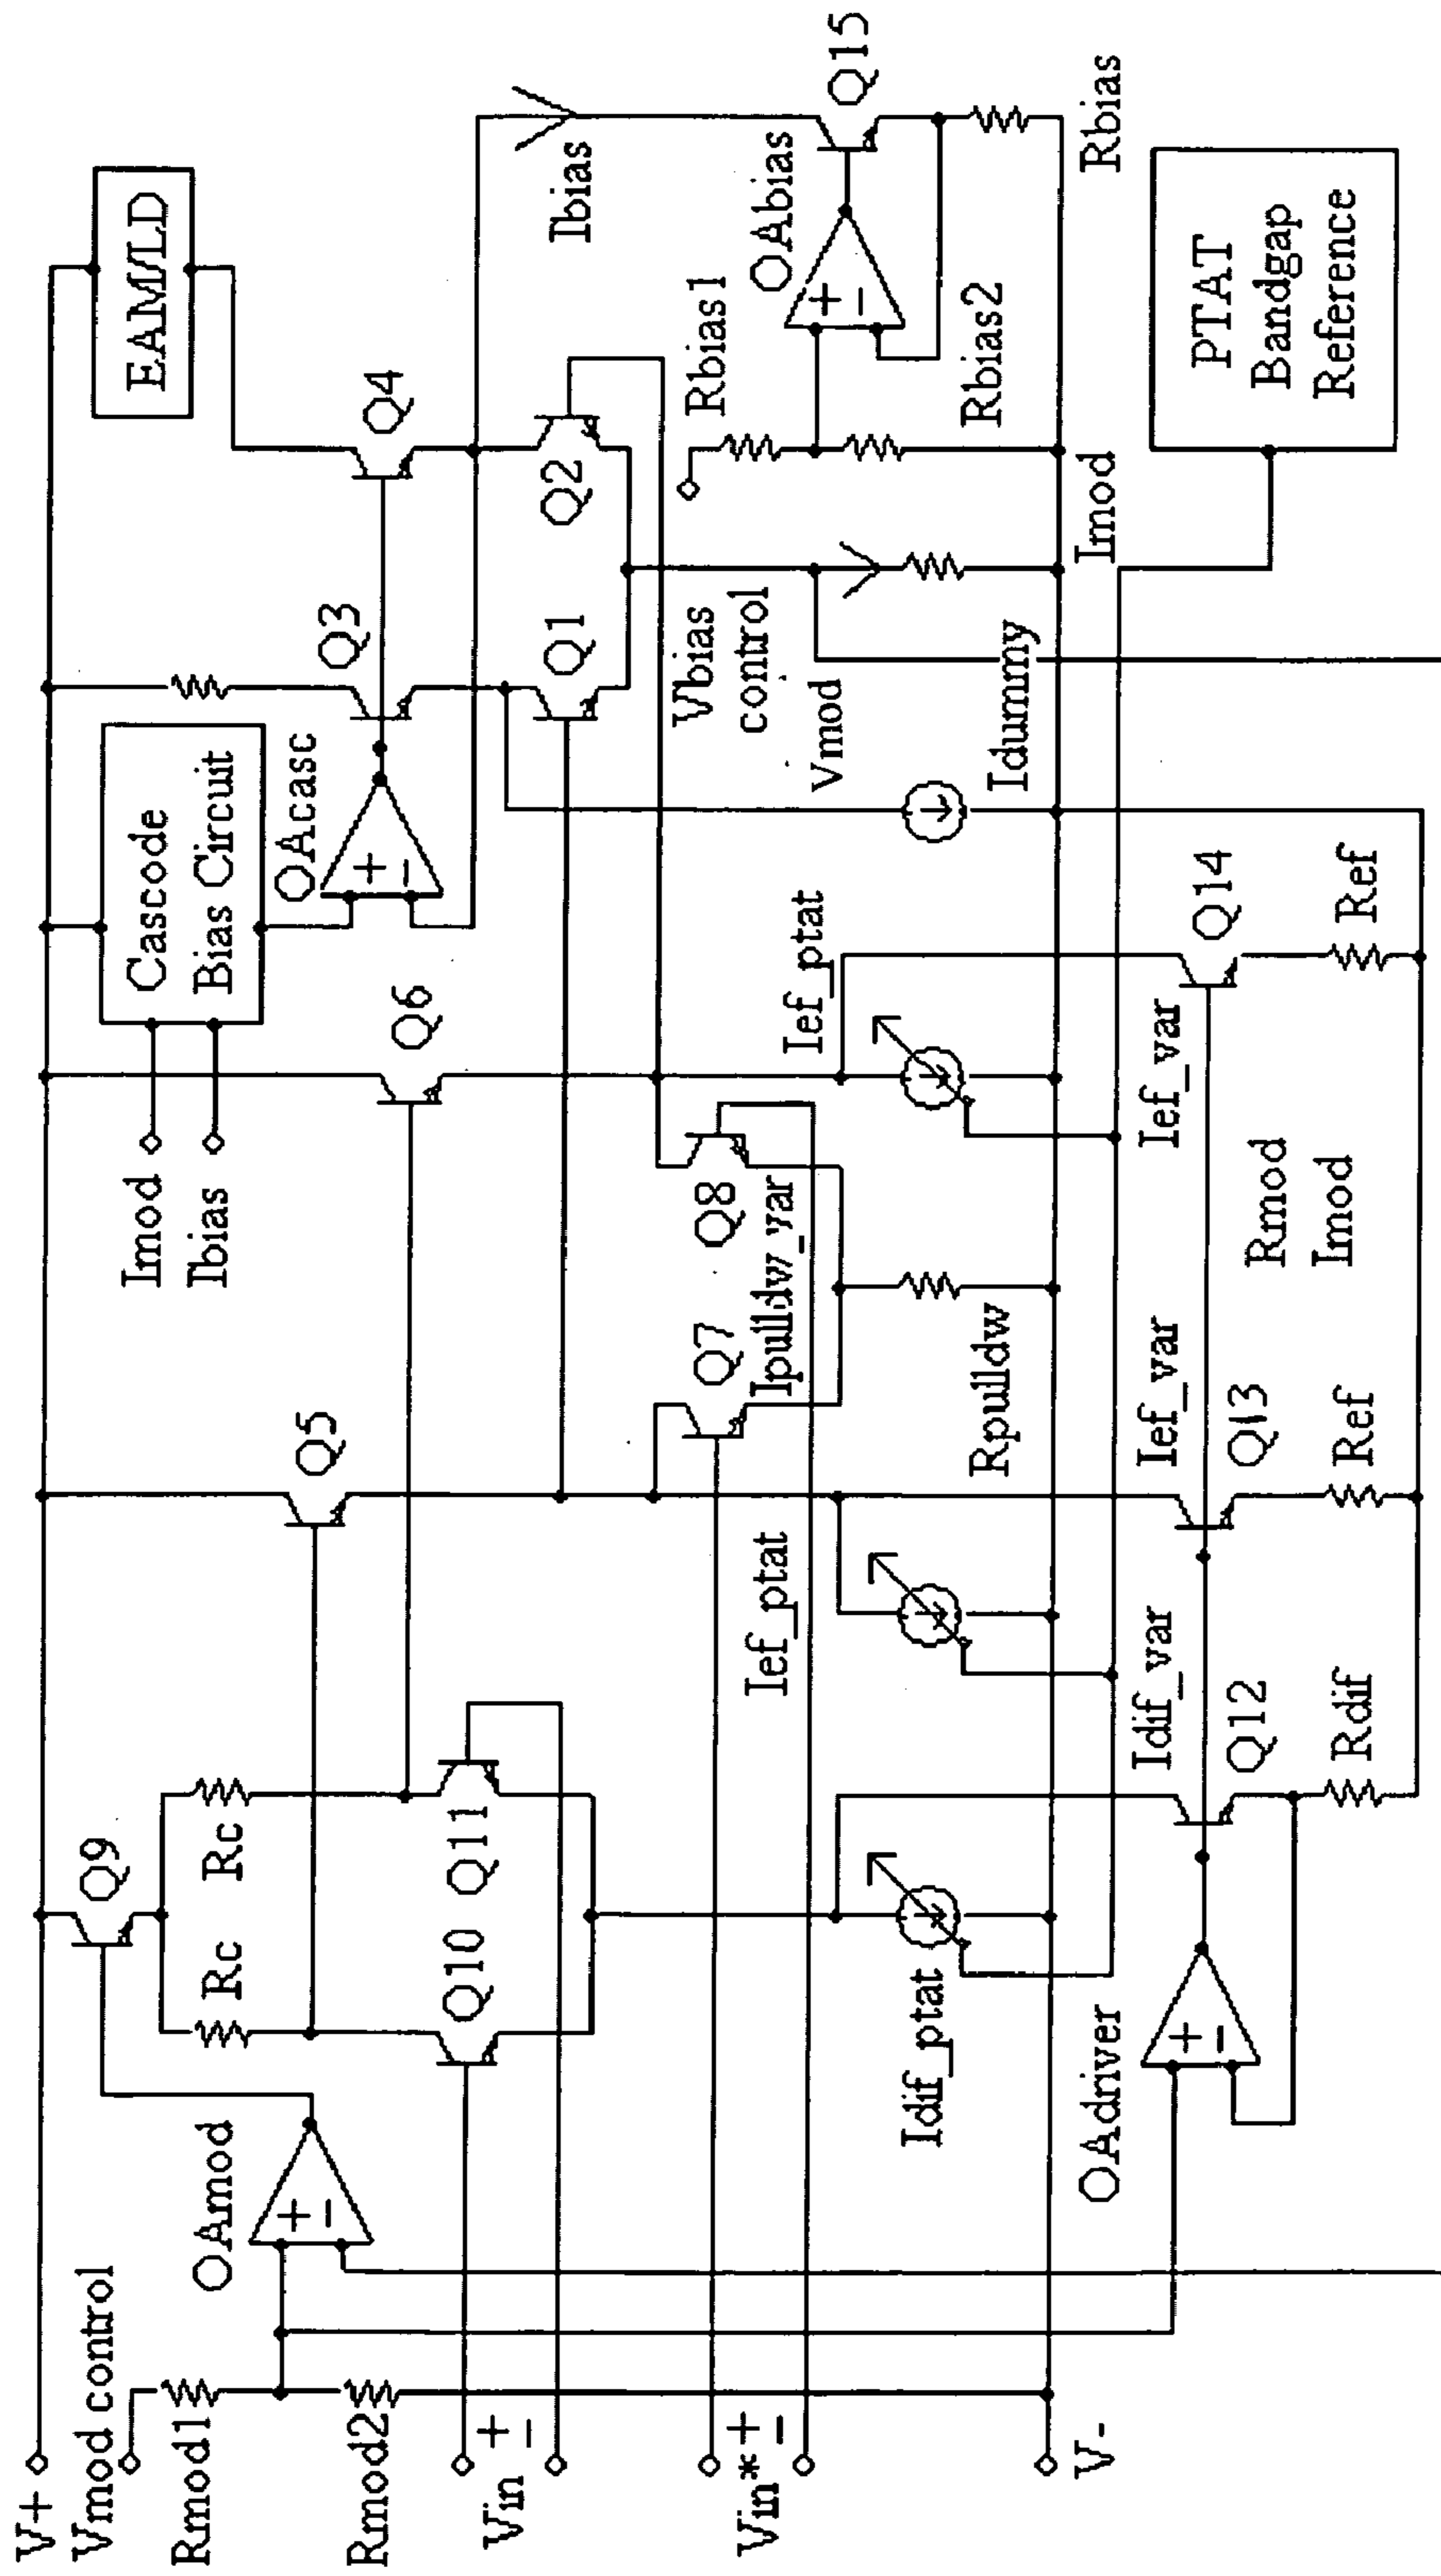 V+
Vmod control
Rmod1
Rmod2
Vin
+
−
Vin*
+
−
V-
OAmod
+
−
Q9
Rc
Rc
Q10
Q11
Q5
Q6
Imod
Ibias
Cascode
Bias Circuit
OAcasc
+
−
Q3
Q4
EAM/LD
Q1
Q2
Ibias
Q7
Q8
Ipulldw_var
Rpulldw
Idif_ptat
Ief_ptat
Ief_ptat
Vbias
control
Vmod
Idummy
Imod
Rbias1
Rbias2
OAbias
+
−
Q15
Rbias
OAdriver
+
−
Idif_var
Q12
Rdif
Ief_var
Q13
Ref
Rmod
Imod
Ief_var
Q14
Ref
PTAT
Bandgap
Reference